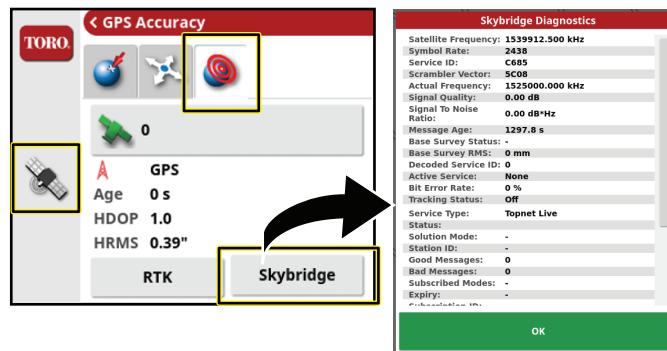 TORO.
< GPS Accuracy
0
GPS
Age 0 s
HDOP 1.0
HRMS 0.39"
RTK
Skybridge
Skybridge Diagnostics
Satellite Frequency: 1539912.500 kHz
Symbol Rate: 2438
Service ID: C685
Scrambler Vector: 5C08
Actual Frequency: 1525000.000 kHz
Signal Quality: 0.00 dB
Signal To Noise
Ratio: 0.00 dB*Hz
Message Age: 1297.8 s
Base Survey Status: -
Base Survey RMS: 0 mm
Decoded Service ID: 0
Active Service: None
Bit Error Rate: 0 %
Tracking Status: Off
Service Type: Topnet Live
Status:
Solution Mode: -
Station ID: -
Good Messages: 0
Bad Messages: 0
Subscribed Modes: -
Expiry: -
Subscription ID:
OK